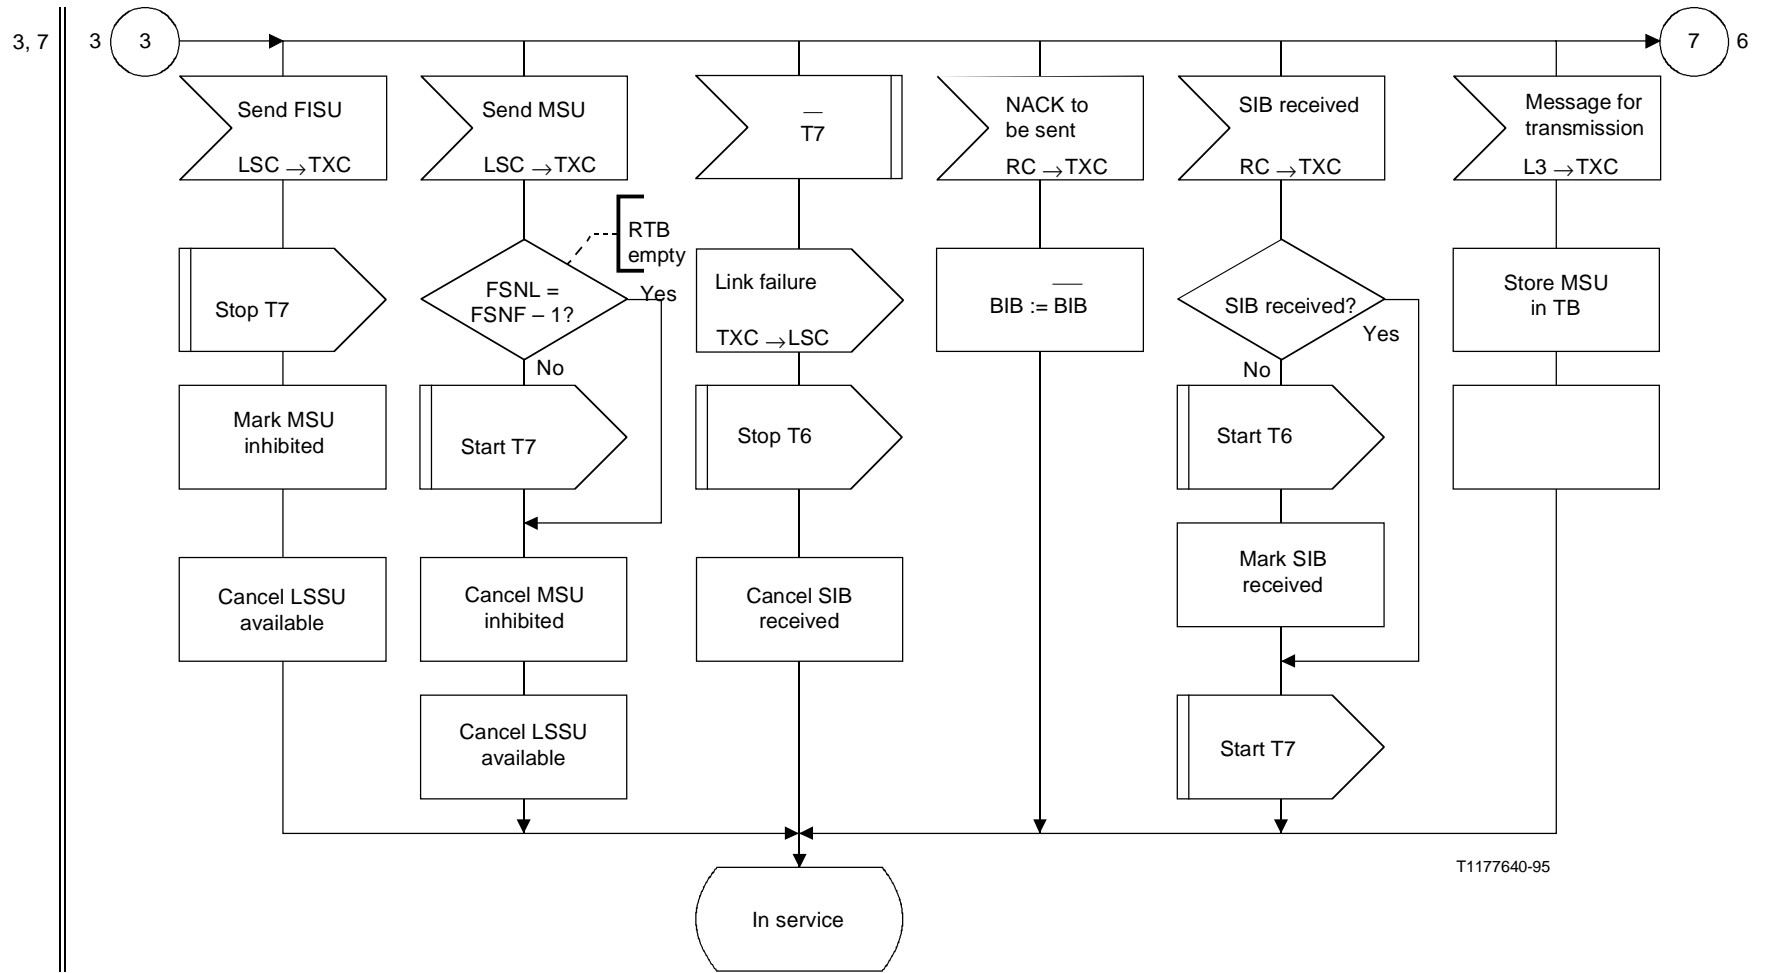 3, 7
3
3
7
6
Send FISU
LSC →TXC
Send MSU
LSC →TXC
T7
NACK to
be sent
RC →TXC
SIB received
RC →TXC
Message for
transmission
L3 →TXC
Stop T7
FSNL =
FSNF – 1?
RTB
empty
Yes
No
Link failure
TXC →LSC
BIB := BIB
SIB received?
Yes
No
Store MSU
in TB
Mark MSU
inhibited
Start T7
Stop T6
Start T6
Cancel LSSU
available
Cancel MSU
inhibited
Cancel SIB
received
Mark SIB
received
Cancel LSSU
available
Start T7
T1177640-95
In service